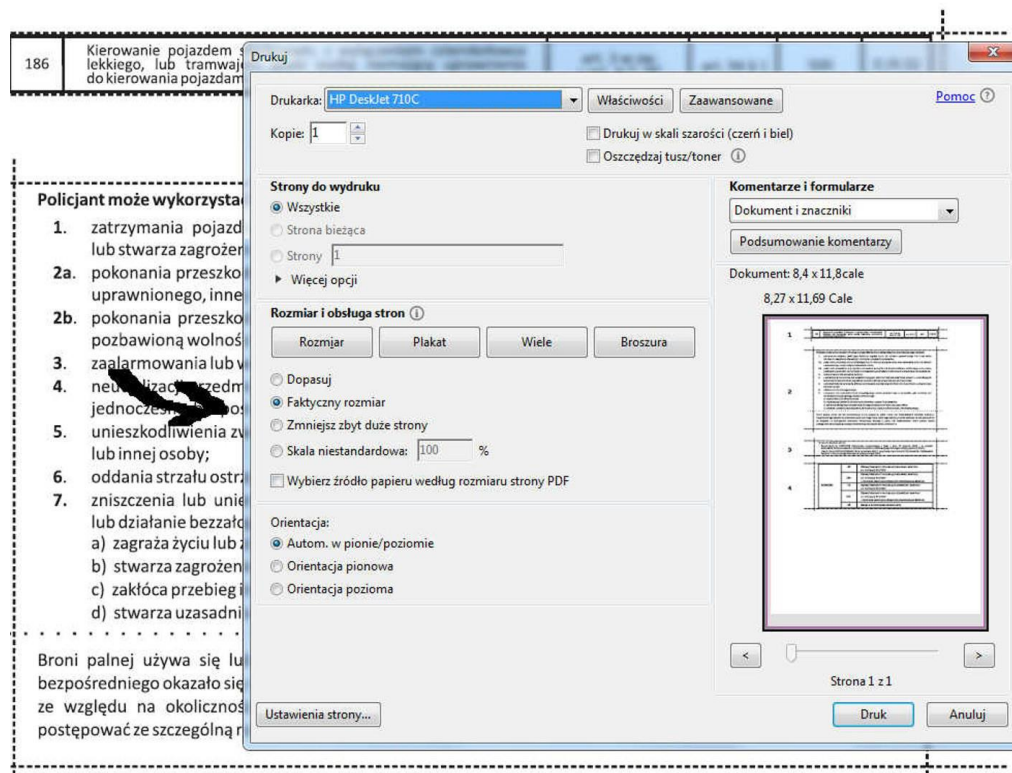 186
Kierowanie pojazdem
lekkiego, lub tramwaj
do kierowania pojazdam
Policjant może wykorzysta
1. zatrzymania pojazd
lub stwarza zagrożen
2a. pokonania przeszko
uprawnionego, inne
2b. pokonania przeszko
pozbawioną wolnoś
3. zaalarmowania lub
4.
5. unieszkodliwienia zw
lub innej osoby;
6. oddania strzału ostrz
7. zniszczenia lub unie
lub działanie bezzało
a) zagraża życiu lub z
b) stwarza zagrożen
c) zakłóca przebieg i
d) stwarza uzasadni
Broni palnej używa się lu
bezpośredniego okazało się
ze względu na okolicznoś
postępować ze szczególną r
Drukuj
Drukarka: HP DeskJet 710C Właściwości Zaawansowane Pomoc
Kopie: 1 Drukuj w skali szarości (czerń i biel)
Oszczędzaj tusz/toner
Strony do wydruku
Wszystkie
Strona bieżąca
Strony 1
Więcej opcji
Rozmiar i obsługa stron
Rozmiar Plakat Wiele Broszura
Dopasuj
Faktyczny rozmiar
Zmniejsz zbyt duże strony
Skala niestandardowa: 100 %
Wybierz źródło papieru według rozmiaru strony PDF
Orientacja:
Autom. w pionie/poziomie
Orientacja pionowa
Orientacja pozioma
Ustawienia strony...
Komentarze i formularze
Dokument i znaczniki
Podsumowanie komentarzy
Dokument: 8,4 x 11,8cale
8,27 x 11,69 Cale
1
2
3
4
< >
Strona 1 z 1
Druk Anuluj